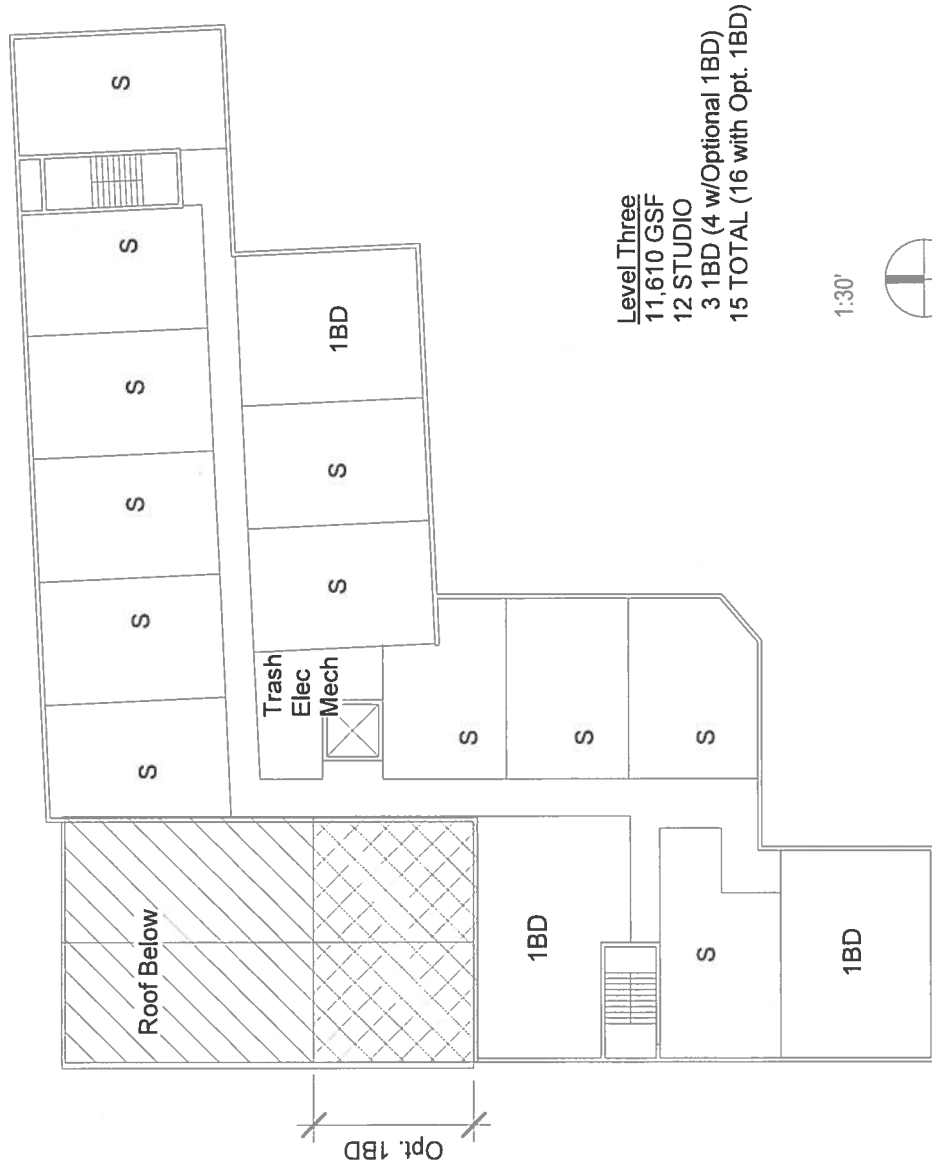 S
S
1BD
S
S
S
S
S
S
S
Trash
Elec
Mech
Roof Below
S
S
S
1BD
S
1BD
Opt. 1BD
Level Three
11,610 GSF
12 STUDIO
3 1BD (4 w/Optional 1BD)
15 TOTAL (16 with Opt. 1BD)
1:30'